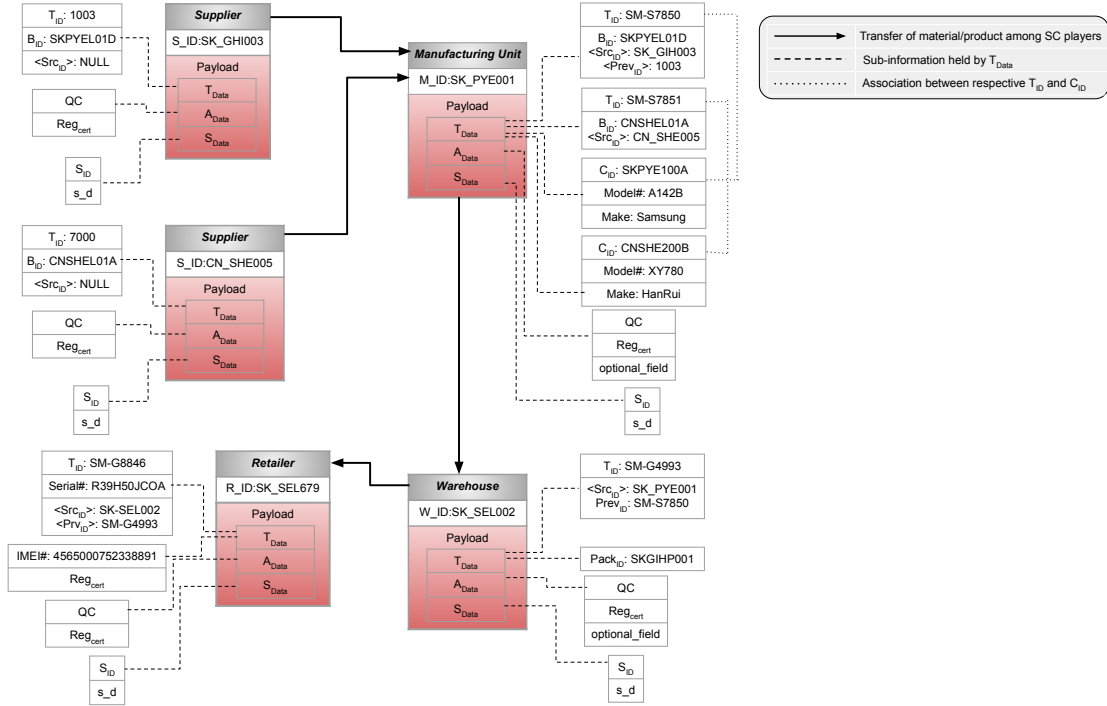 T_ID: 1003
B_ID: SKPYEL01D
<Src_ID>: NULL
QC
Reg_cert
S_ID
s_d
Supplier
S_ID:SK_GHI003
Payload
T_Data
A_Data
S_Data
Manufacturing Unit
M_ID:SK_PYE001
Payload
T_Data
A_Data
S_Data
T_ID: SM-S7850
B_ID: SKPYEL01D
<Src_ID>: SK_GIH003
<Prev_ID>: 1003
T_ID: SM-S7851
B_ID: CNSHEL01A
<Src_ID>: CN_SHE005
C_ID: SKPYE100A
Model#: A142B
Make: Samsung
C_ID: CNSHE200B
Model#: XY780
Make: HanRui
QC
Reg_cert
optional_field
S_ID
s_d
Transfer of material/product among SC players
Sub-information held by T_Data
Association between respective T_ID and C_ID
T_ID: 7000
B_ID: CNSHEL01A
<Src_ID>: NULL
QC
Reg_cert
S_ID
s_d
Supplier
S_ID:CN_SHE005
Payload
T_Data
A_Data
S_Data
T_ID: SM-G8846
Serial#: R39H50JCOA
<Src_ID>: SK-SEL002
<Prv_ID>: SM-G4993
IMEI#: 4565000752338891
Reg_cert
QC
Reg_cert
S_ID
s_d
Retailer
R_ID:SK_SEL679
Payload
T_Data
A_Data
S_Data
Warehouse
W_ID:SK_SEL002
Payload
T_Data
A_Data
S_Data
T_ID: SM-G4993
<Src_ID>: SK_PYE001
Prev_ID: SM-S7850
Pack_ID: SKGIHP001
QC
Reg_cert
optional_field
S_ID
s_d